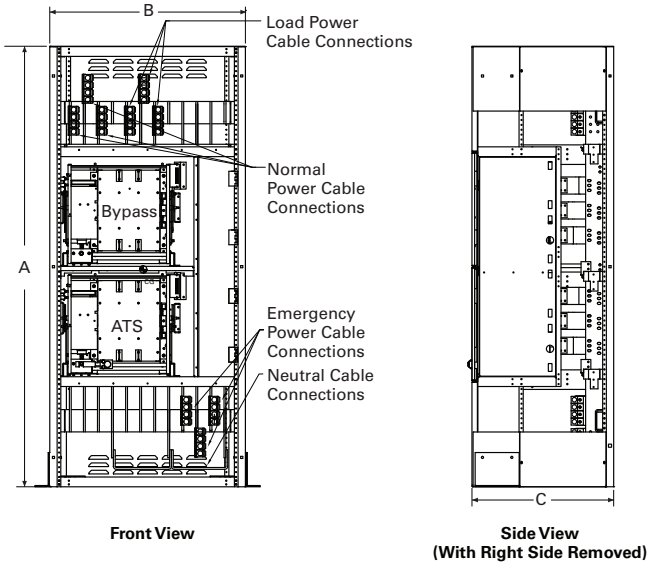 B
Load Power
Cable Connections
Normal
Power Cable
Connections
Bypass
A
ATS
Emergency
Power Cable
Connections
Neutral Cable
Connections
C
Front View
Side View
(With Right Side Removed)